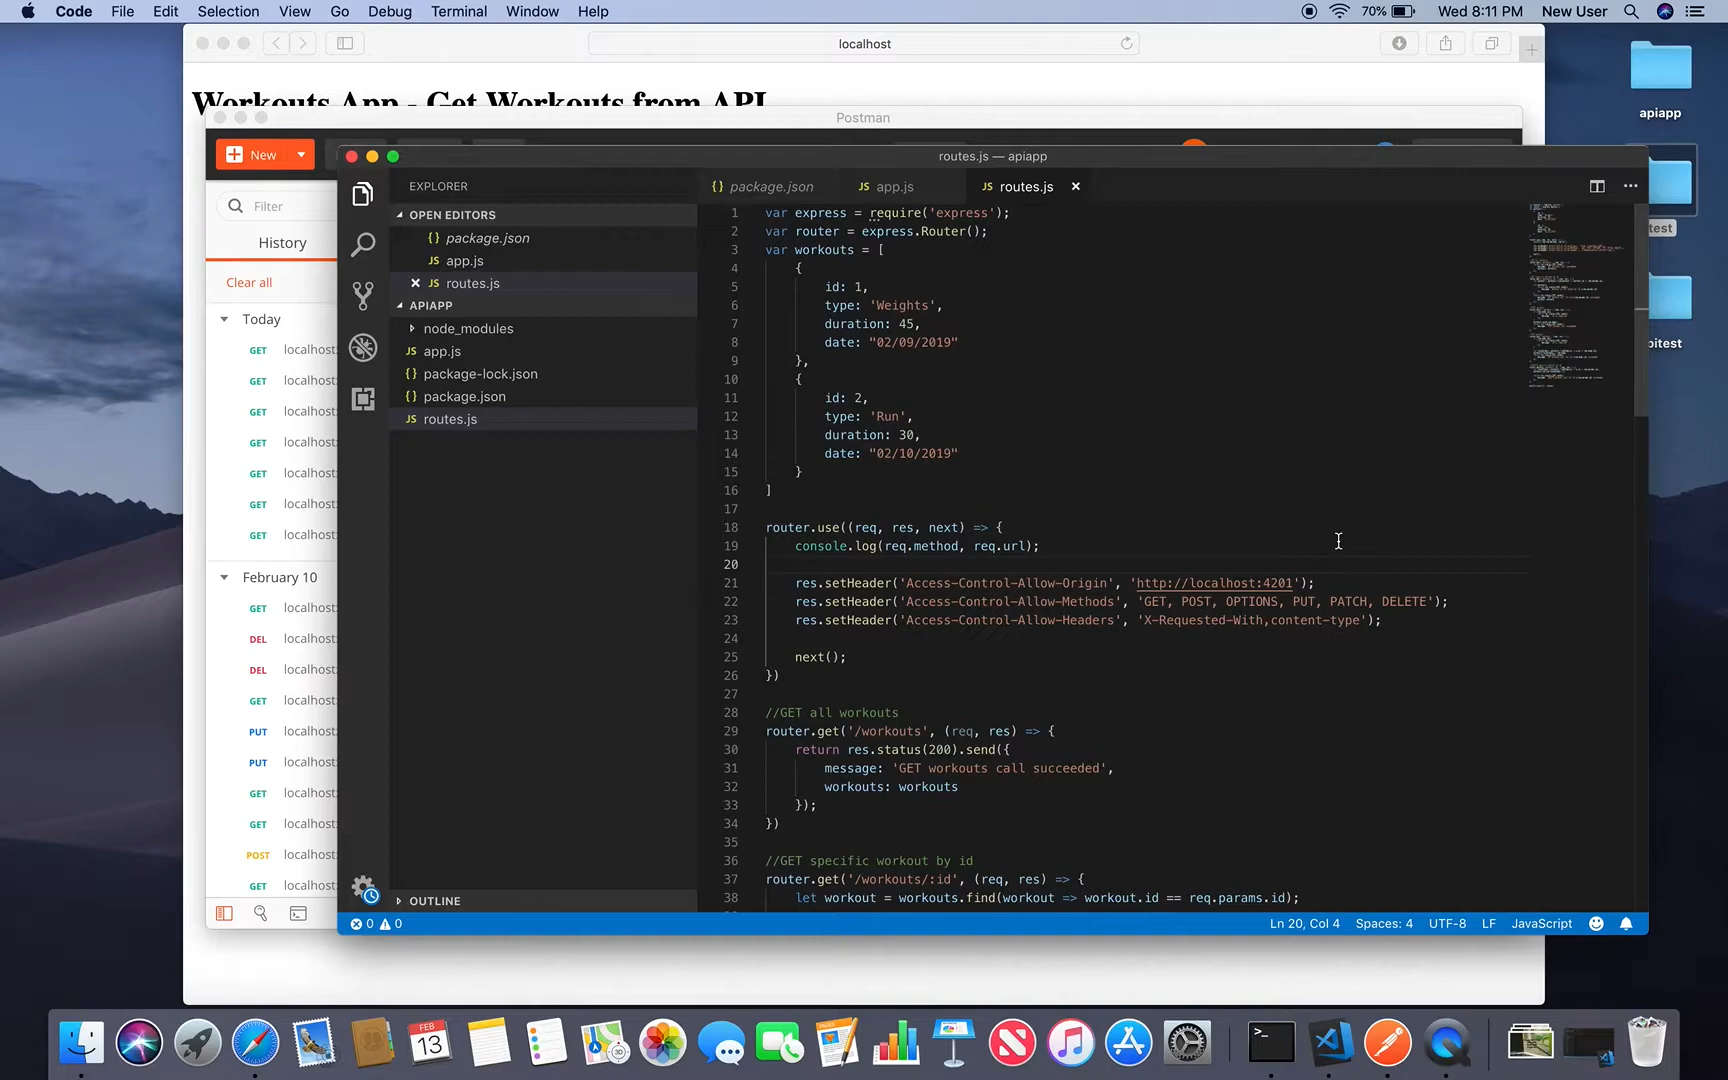 Code File Edit Selection View Go Debug Terminal Window Help
70% Wed 8:11 PM New User
localhost
Workouts App - Get Workouts from API
apiapp
test
pitest
Postman
New
Filter
History
Clear all
Today
GET localhost:
GET localhost:
GET localhost:
GET localhost:
GET localhost:
GET localhost:
GET localhost:
February 10
GET localhost:
DEL localhost:
DEL localhost:
GET localhost:
PUT localhost:
PUT localhost:
GET localhost:
GET localhost:
POST localhost:
GET localhost:
routes.js — apiapp
EXPLORER
OPEN EDITORS
{} package.json
JS app.js
JS routes.js
APIAPP
node_modules
JS app.js
{} package-lock.json
{} package.json
JS routes.js
OUTLINE
{} package.json JS app.js JS routes.js
1 var express = require('express');
2 var router = express.Router();
3 var workouts = [
4 {
5 id: 1,
6 type: 'Weights',
7 duration: 45,
8 date: "02/09/2019"
9 },
10 {
11 id: 2,
12 type: 'Run',
13 duration: 30,
14 date: "02/10/2019"
15 }
16 ]
17
18 router.use((req, res, next) => {
19 console.log(req.method, req.url);
20
21 res.setHeader('Access-Control-Allow-Origin', 'http://localhost:4201');
22 res.setHeader('Access-Control-Allow-Methods', 'GET, POST, OPTIONS, PUT, PATCH, DELETE');
23 res.setHeader('Access-Control-Allow-Headers', 'X-Requested-With,content-type');
24
25 next();
26 })
27
28 //GET all workouts
29 router.get('/workouts', (req, res) => {
30 return res.status(200).send({
31 message: 'GET workouts call succeeded',
32 workouts: workouts
33 });
34 })
35
36 //GET specific workout by id
37 router.get('/workouts/:id', (req, res) => {
38 let workout = workouts.find(workout => workout.id == req.params.id);
0 0 Ln 20, Col 4 Spaces: 4 UTF-8 LF JavaScript
FEB
13
PAGES
3D
>_